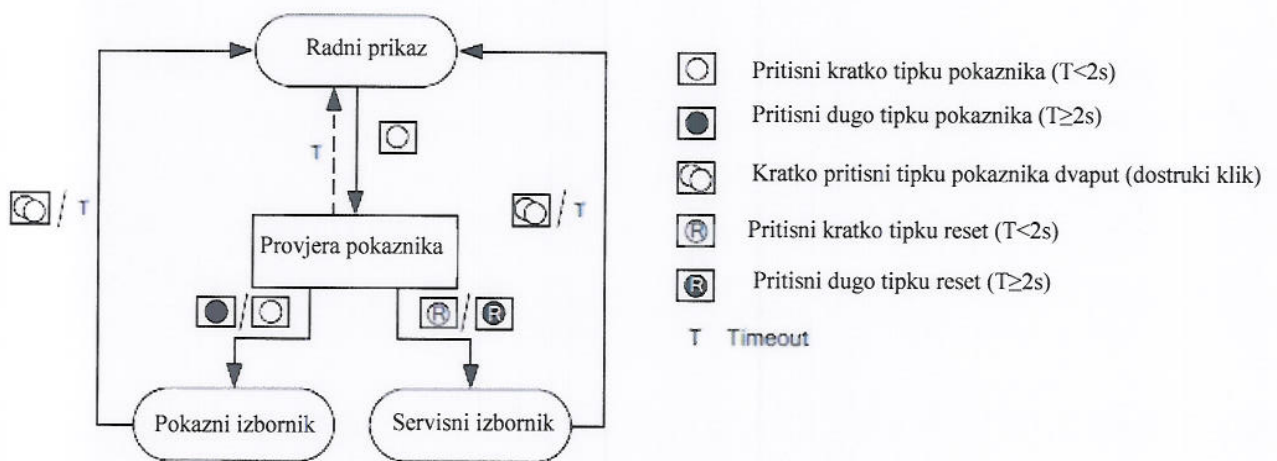 Radni prikaz
T
/ T
/ T
Provjera pokaznika
/
R / R
Pokazni izbornik
Servisni izbornik
Pritisni kratko tipku pokaznika (T<2s)
Pritisni dugo tipku pokaznika (T≥2s)
Kratko pritisni tipku pokaznika dvaput (dostruki klik)
R Pritisni kratko tipku reset (T<2s)
R Pritisni dugo tipku reset (T≥2s)
T Timeout